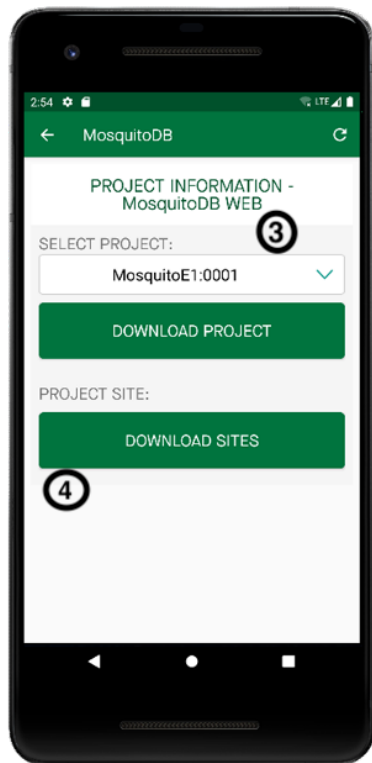 2:54 LTE
MosquitoDB
PROJECT INFORMATION -
MosquitoDB WEB
3
SELECT PROJECT:
MosquitoE1:0001
DOWNLOAD PROJECT
PROJECT SITE:
DOWNLOAD SITES
4